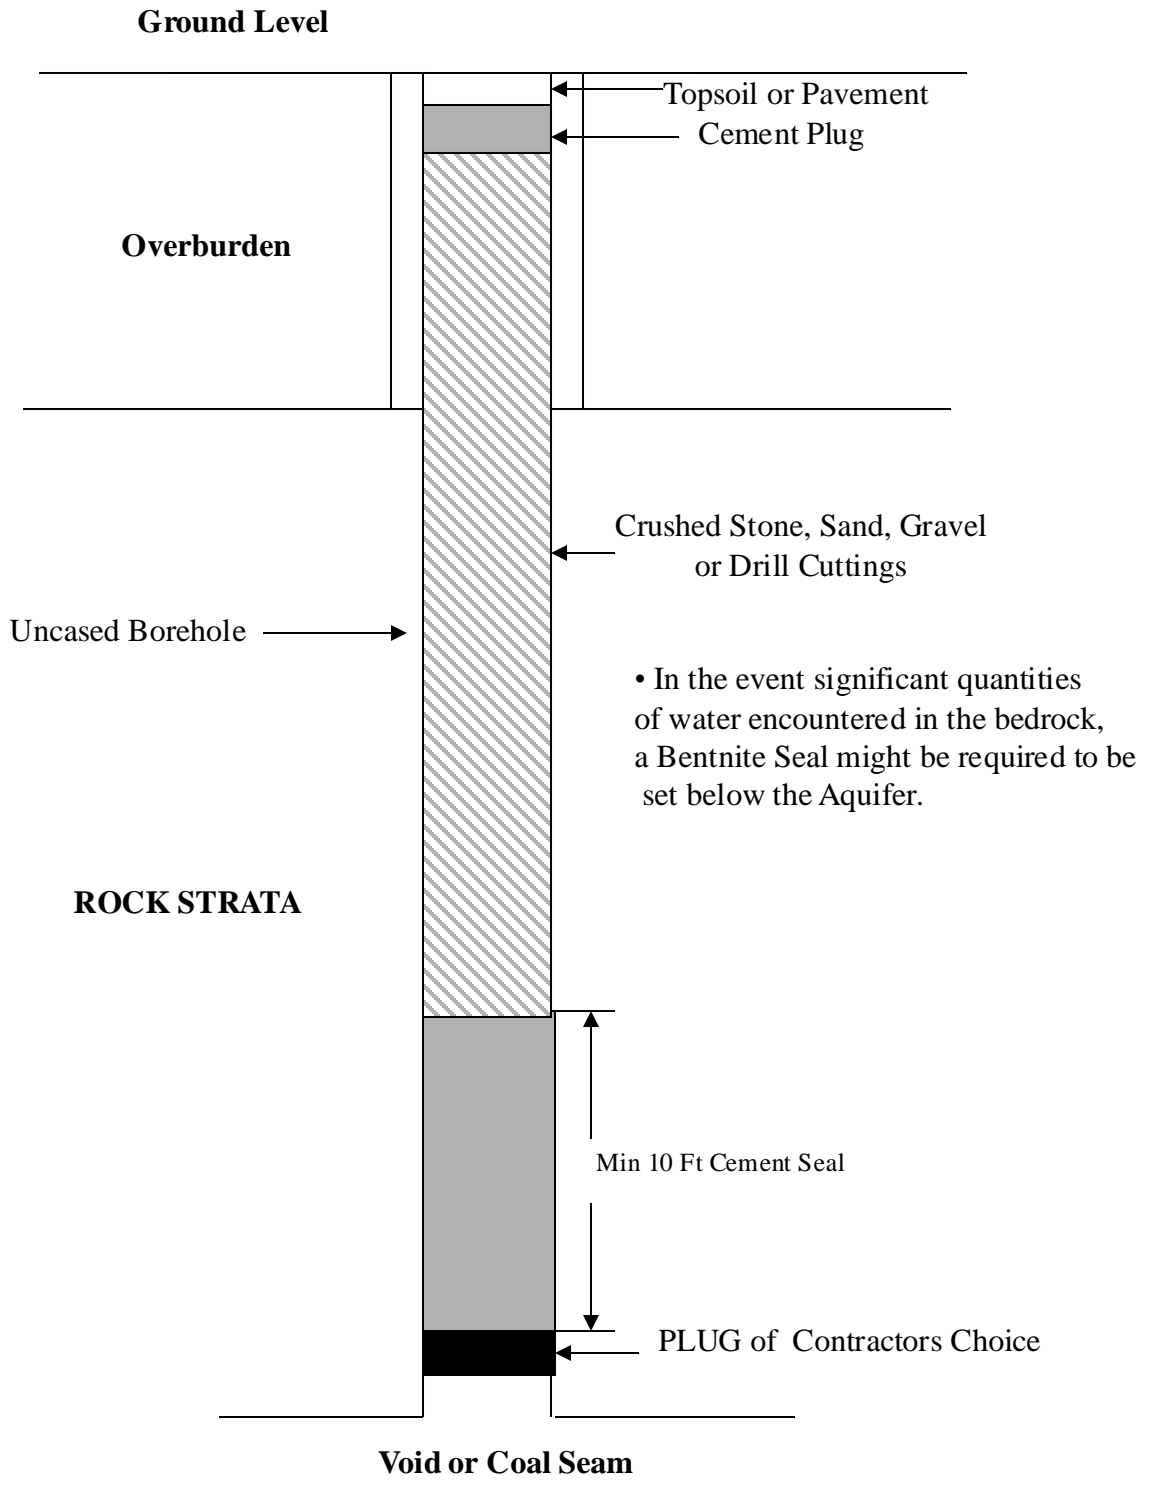 Ground Level
Topsoil or Pavement
Cement Plug
Overburden
Crushed Stone, Sand, Gravel
or Drill Cuttings
Uncased Borehole
• In the event significant quantities
of water encountered in the bedrock,
a Bentnite Seal might be required to be
set below the Aquifer.
ROCK STRATA
Min 10 Ft Cement Seal
PLUG of Contractors Choice
Void or Coal Seam